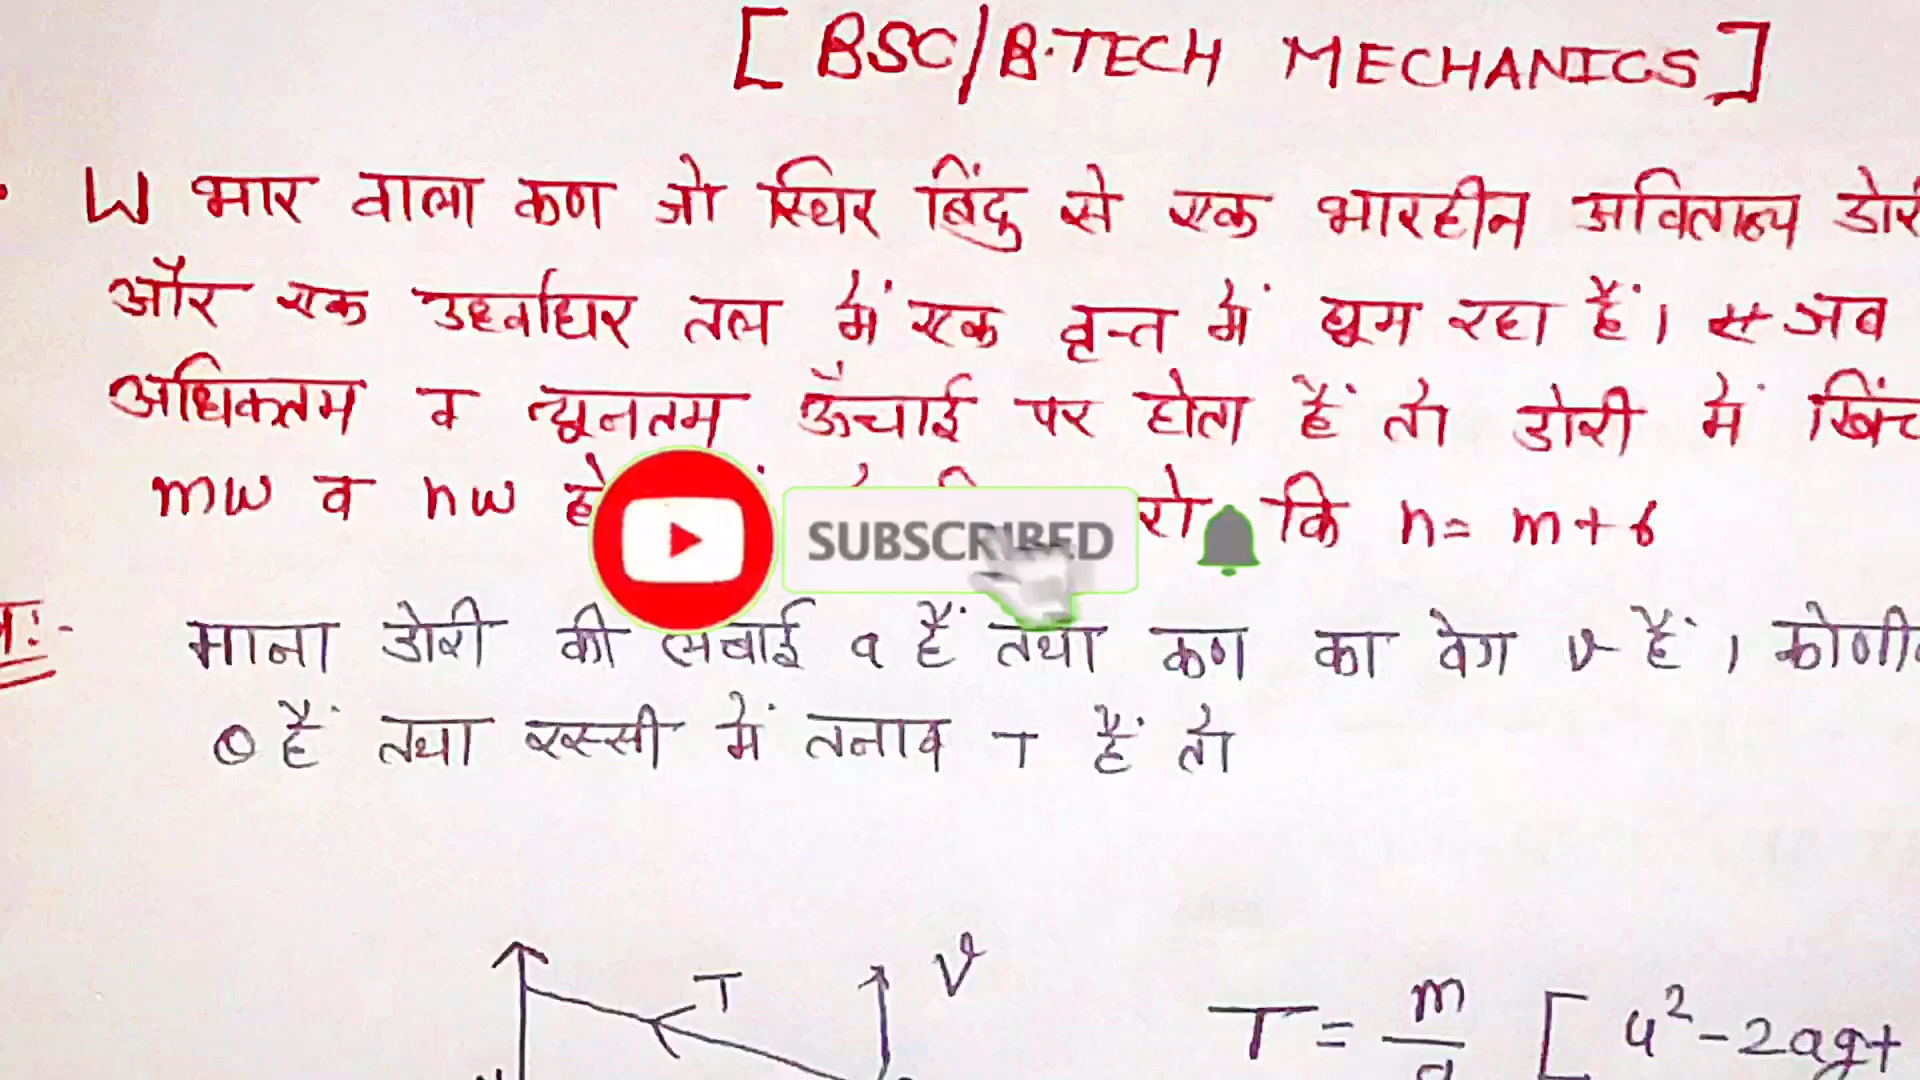 [ BSC/B.TECH MECHANICS ]
W भार वाला कण जो स्थिर बिंदु से एक भारहीन अवितान्य
और एक उर्ध्वाधर तल में एक वृन्त में घूम रहा हैं। जब
अधिकतम व न्यूनतम ऊँचाई पर होता हैं तो डोरी में
mw व nw कि n = m + 6
SUBSCRIBED
माना डोरी की लंबाई a हैं तथा कण का वेग v हैं ।
θ हैं तथा रस्सी में तनाव T हैं तो
T
V
T = m [ u² - 2ag +